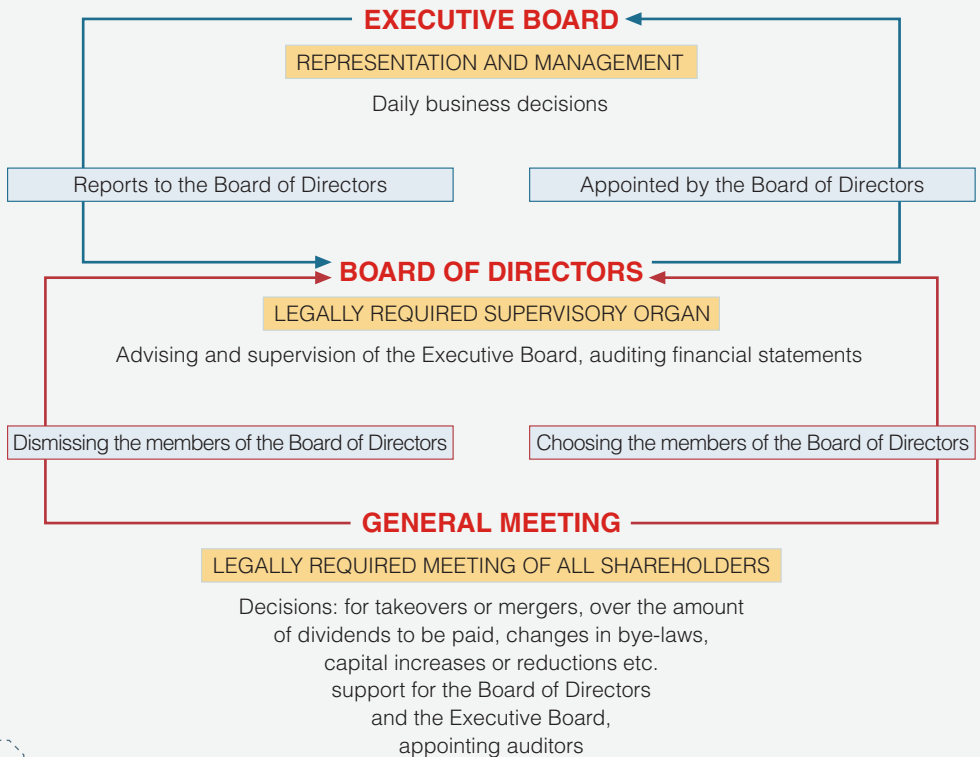 EXECUTIVE BOARD
REPRESENTATION AND MANAGEMENT
Daily business decisions
Reports to the Board of Directors
Appointed by the Board of Directors
BOARD OF DIRECTORS
LEGALLY REQUIRED SUPERVISORY ORGAN
Advising and supervision of the Executive Board, auditing financial statements
Dismissing the members of the Board of Directors
Choosing the members of the Board of Directors
GENERAL MEETING
LEGALLY REQUIRED MEETING OF ALL SHAREHOLDERS
Decisions: for takeovers or mergers, over the amount
of dividends to be paid, changes in bye-laws,
capital increases or reductions etc.
support for the Board of Directors
and the Executive Board,
appointing auditors